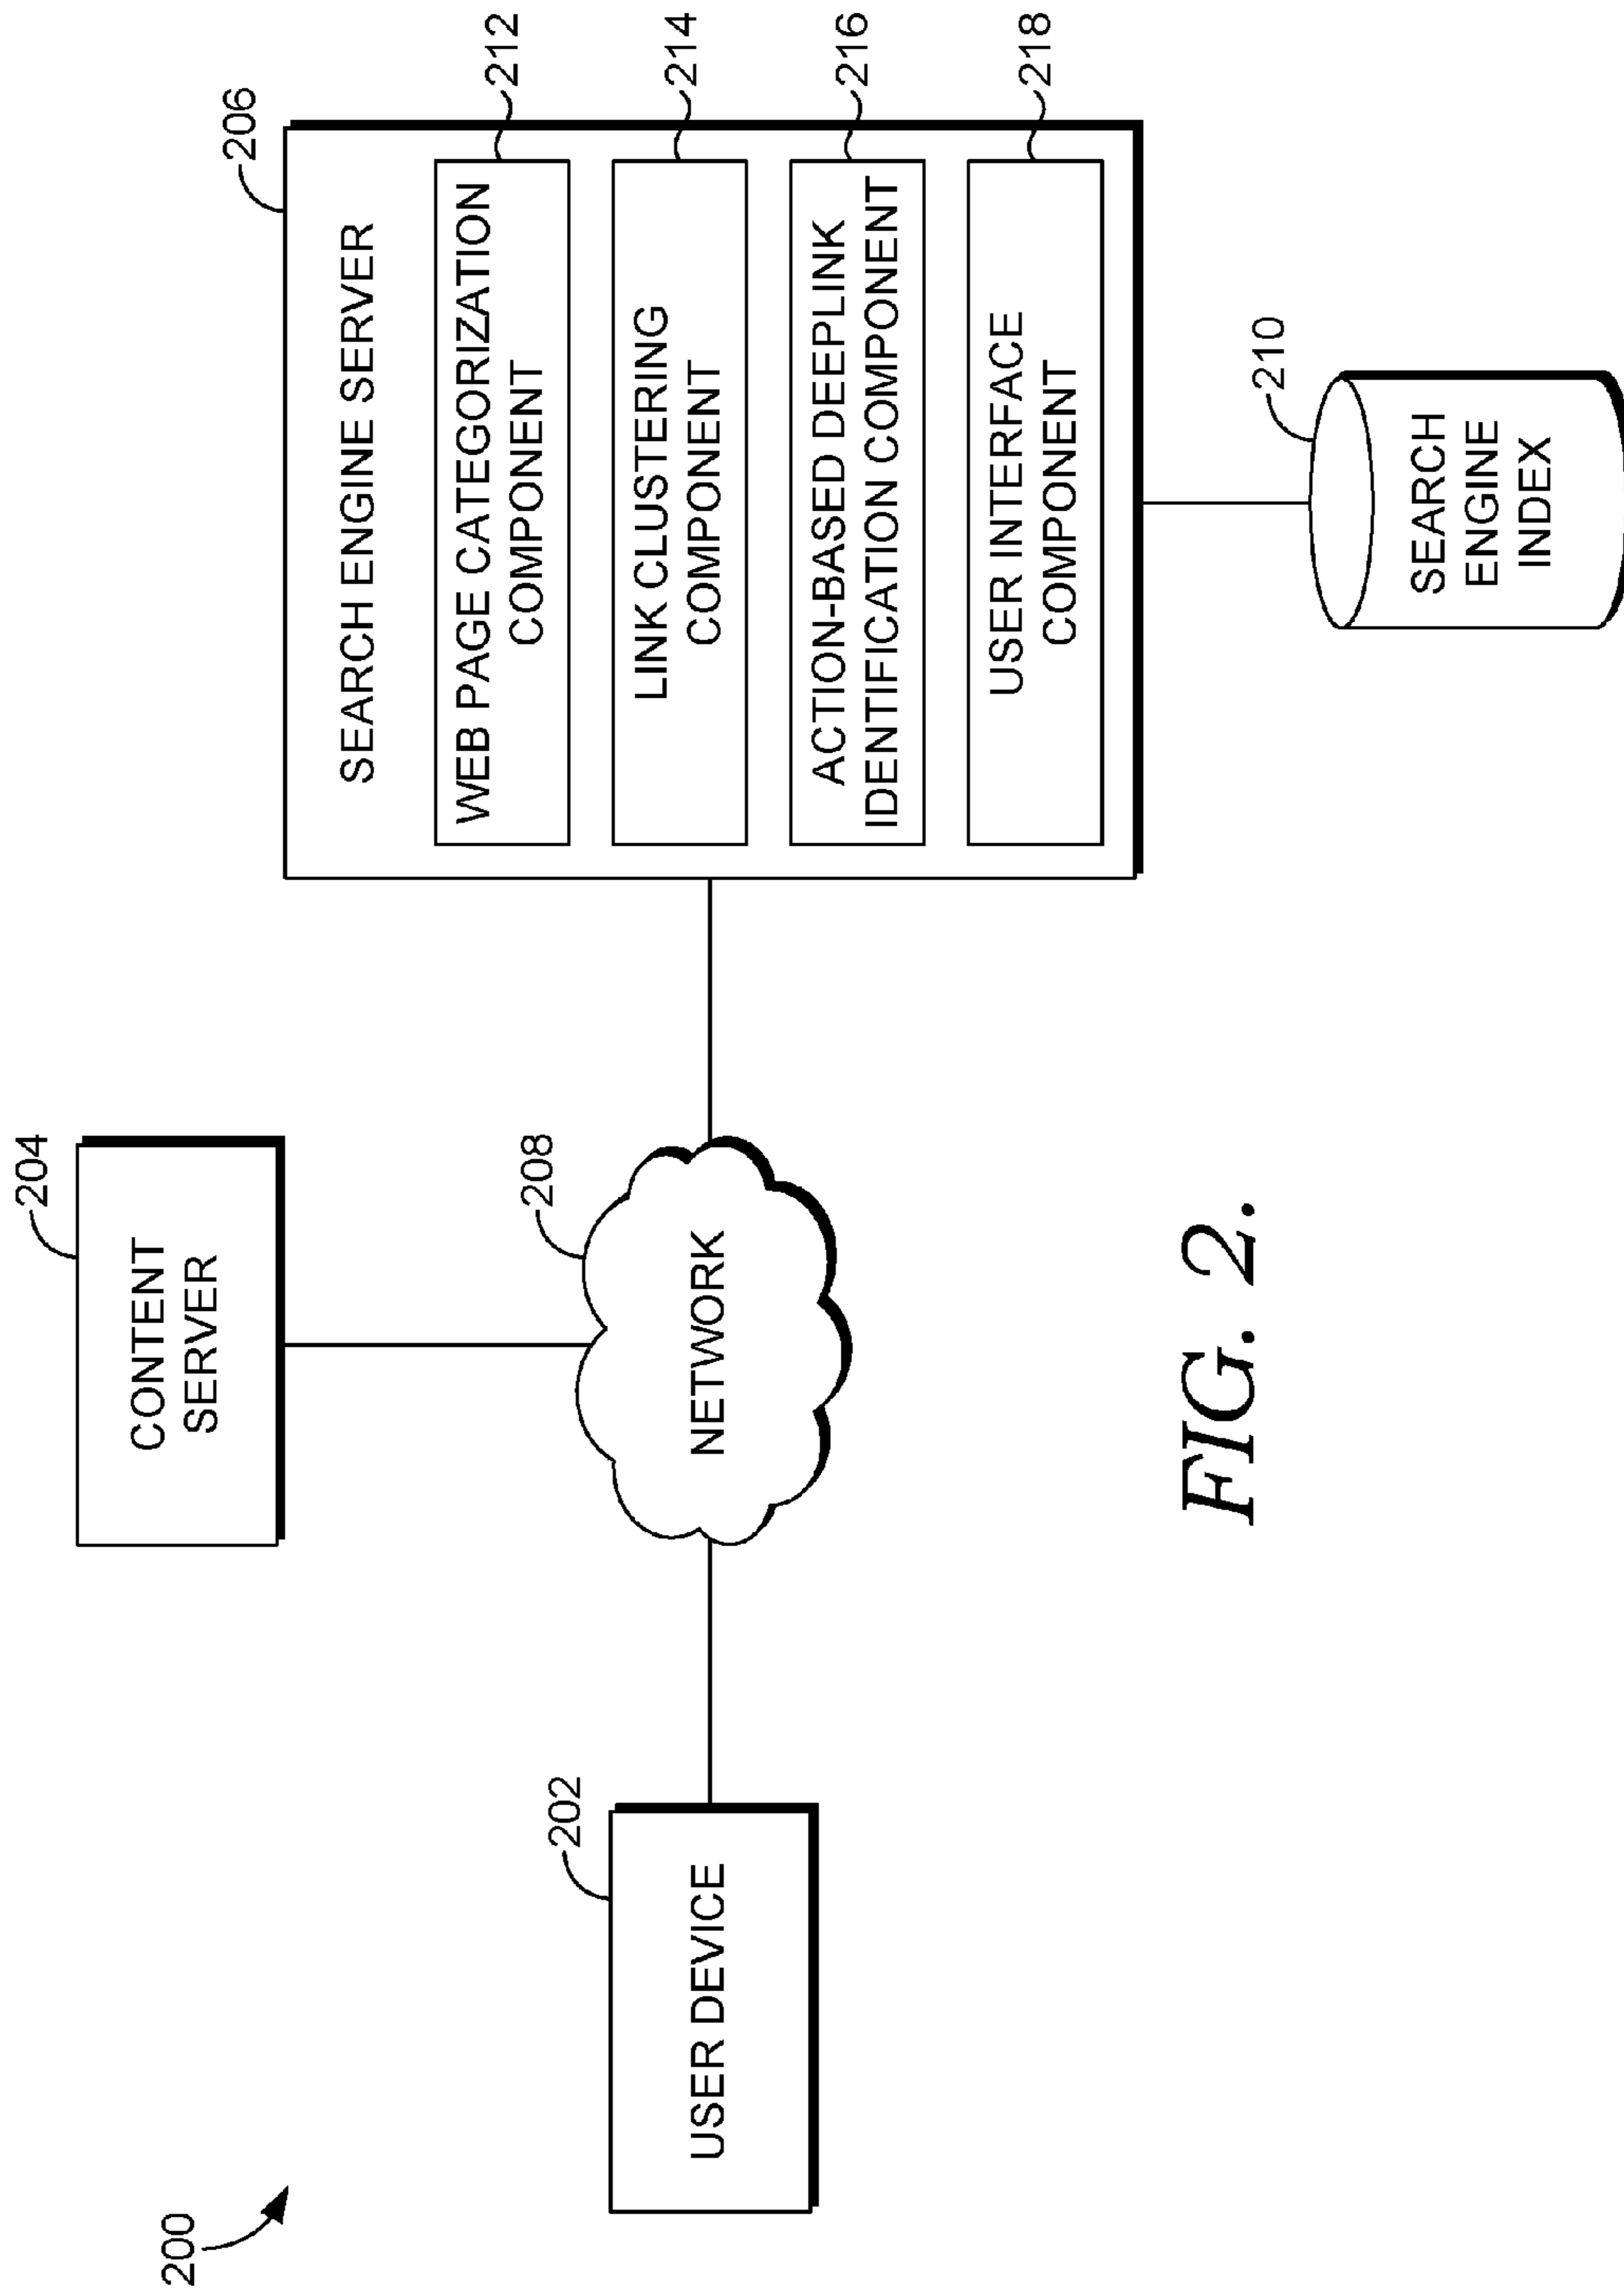 200
204
CONTENT
SERVER
206
SEARCH ENGINE SERVER
WEB PAGE CATEGORIZATION
COMPONENT
212
LINK CLUSTERING
COMPONENT
214
ACTION-BASED DEEPLINK
IDENTIFICATION COMPONENT
216
USER INTERFACE
COMPONENT
218
202
USER DEVICE
208
NETWORK
210
SEARCH
ENGINE
INDEX
FIG. 2.